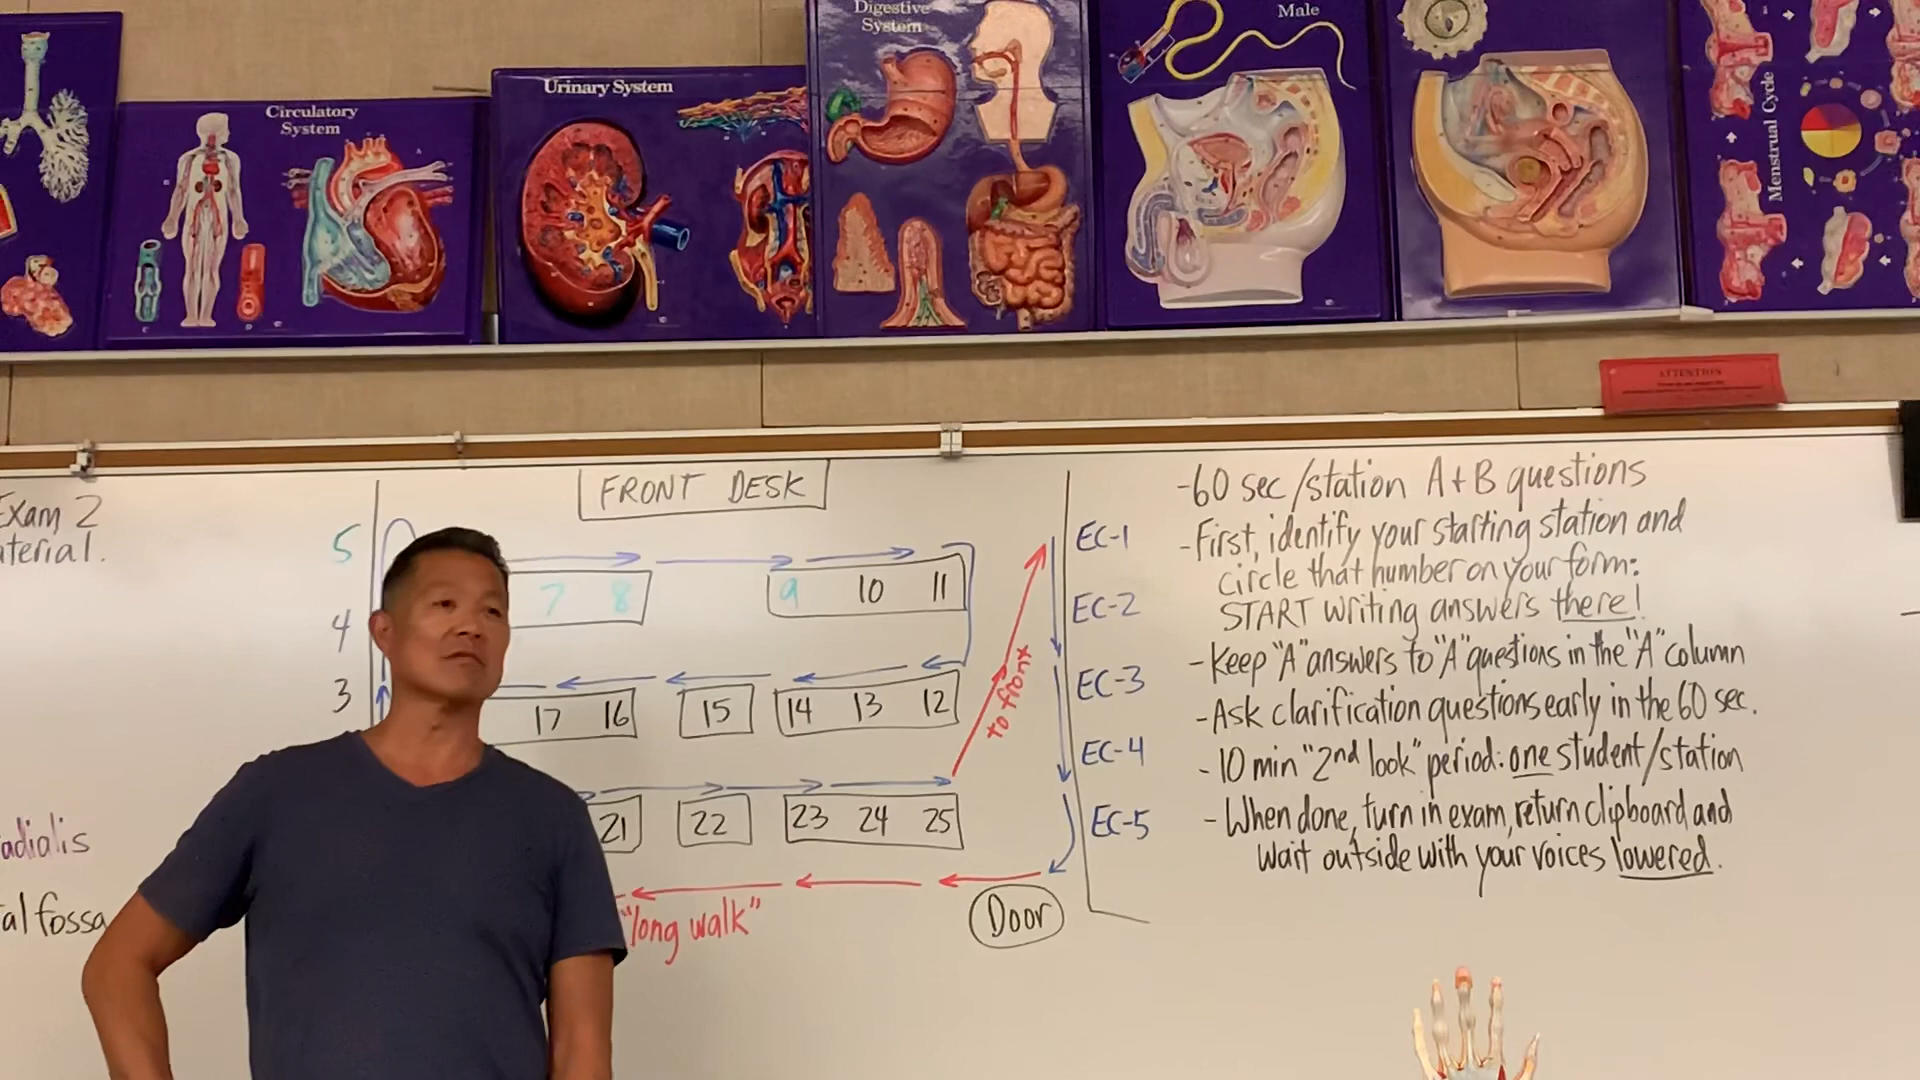 Circulatory
System
Urinary System
Digestive
System
Male
Menstrual Cycle
ATTENTION
Exam 2
aterial.
adialis
al fossa
FRONT DESK
5
4
3
7 8
9 10 11
17 16
15
14 13 12
21
22
23 24 25
to front
"long walk"
Door
EC-1
EC-2
EC-3
EC-4
EC-5
-60 sec/station A+B questions
-First, identify your starting station and
circle that number on your form:
START writing answers there!
-Keep "A" answers to "A" questions in the "A" column
-Ask clarification questions early in the 60 sec.
-10 min "2nd look" period: one student/station
-When done, turn in exam, return clipboard and
wait outside with your voices lowered.